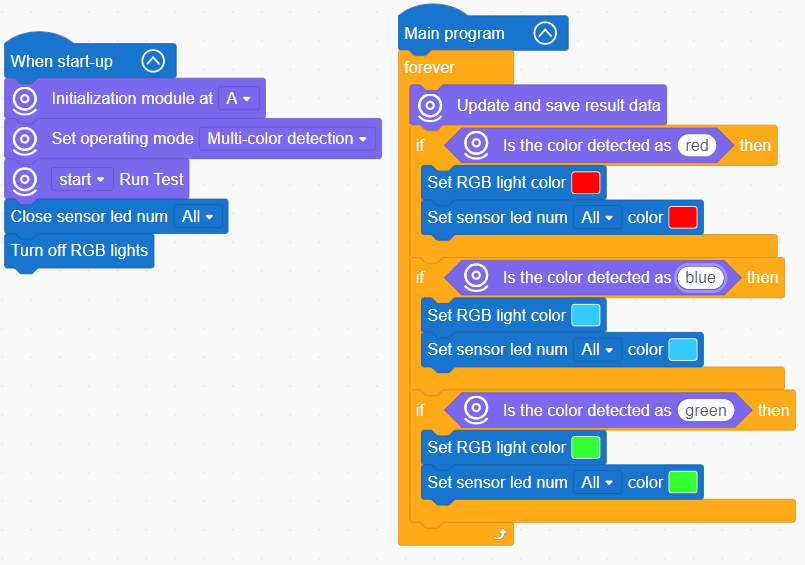 When start-up
Initialization module at A
Set operating mode Multi-color detection
start Run Test
Close sensor led num All
Turn off RGB lights
Main program
forever
Update and save result data
if Is the color detected as red then
Set RGB light color
Set sensor led num All color
if Is the color detected as blue then
Set RGB light color
Set sensor led num All color
if Is the color detected as green then
Set RGB light color
Set sensor led num All color